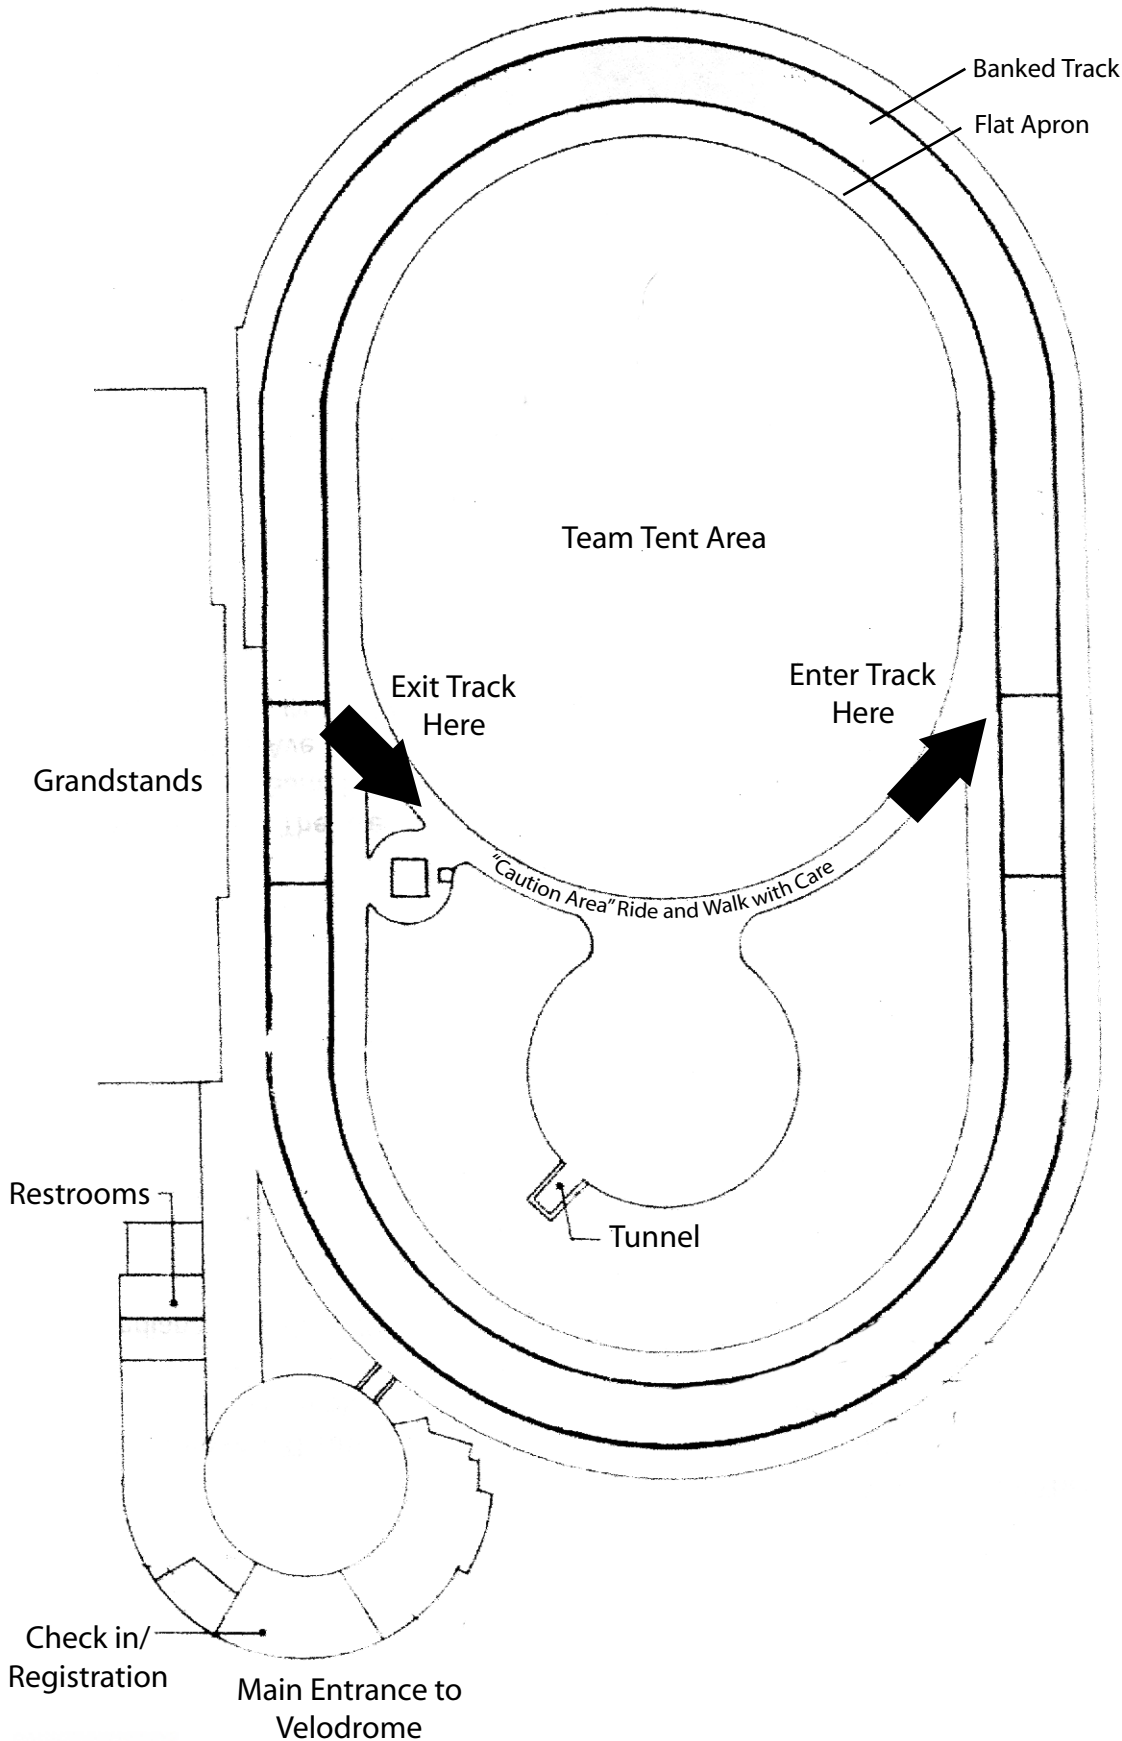 Banked Track
Flat Apron
Team Tent Area
Exit Track
Here
Enter Track
Here
Grandstands
"Caution Area" Ride and Walk with Care
Restrooms
Tunnel
Check in/
Registration
Main Entrance to
Velodrome